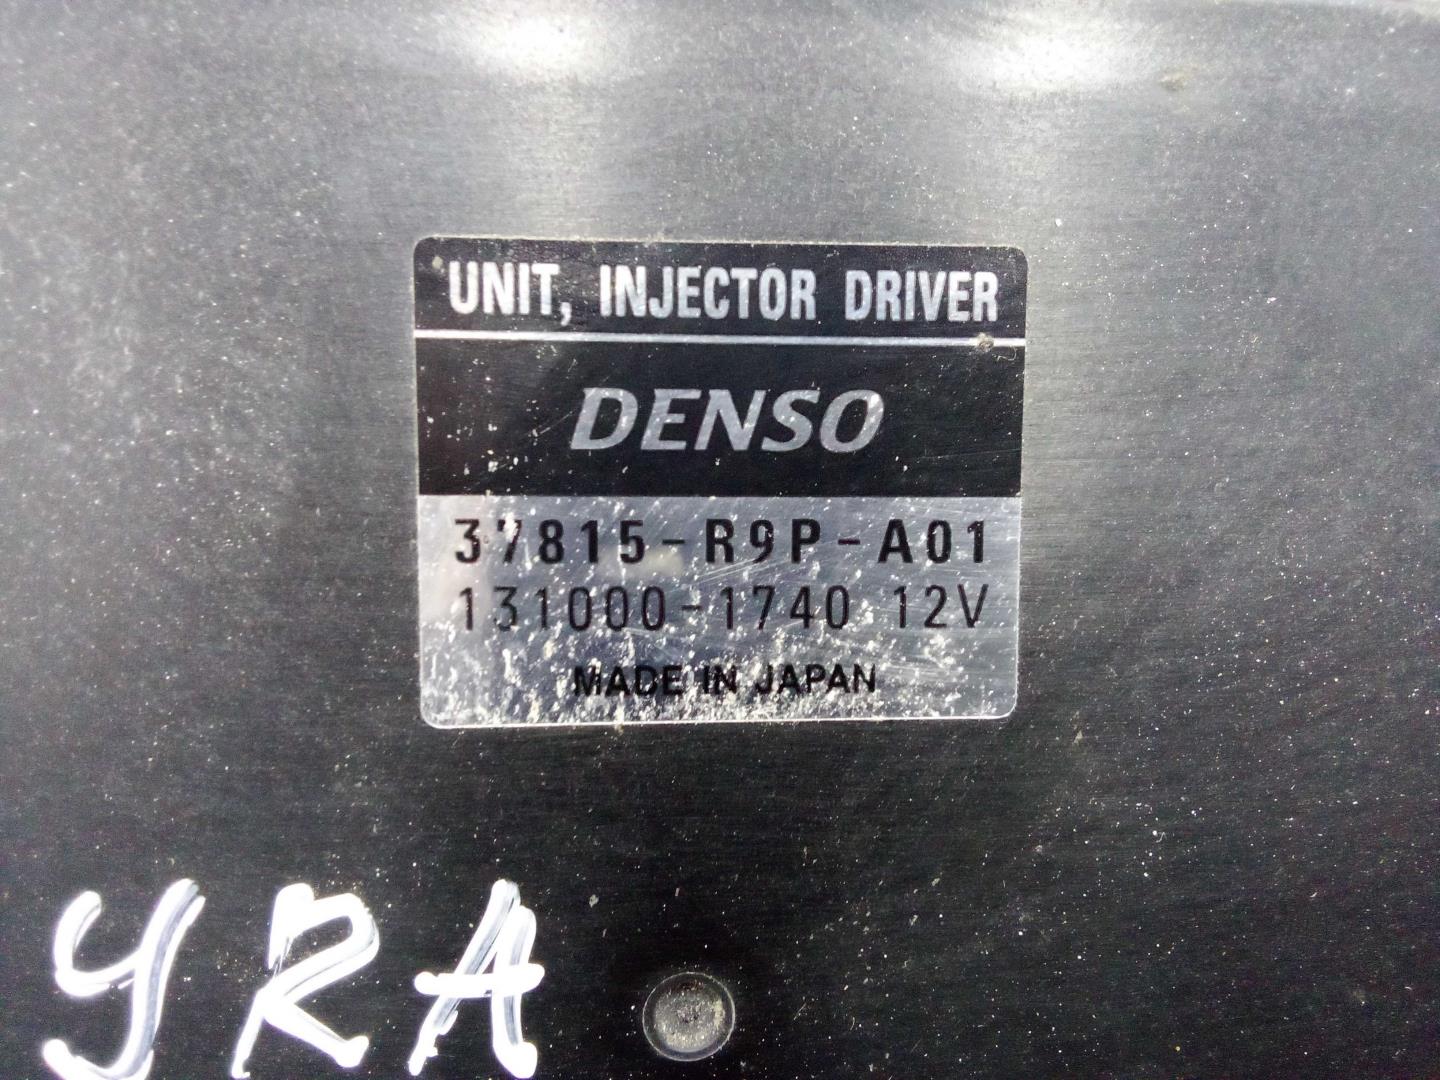 UNIT, INJECTOR DRIVER
DENSO
37815-R9P-A01
131000-1740 12V
MADE IN JAPAN
YRA